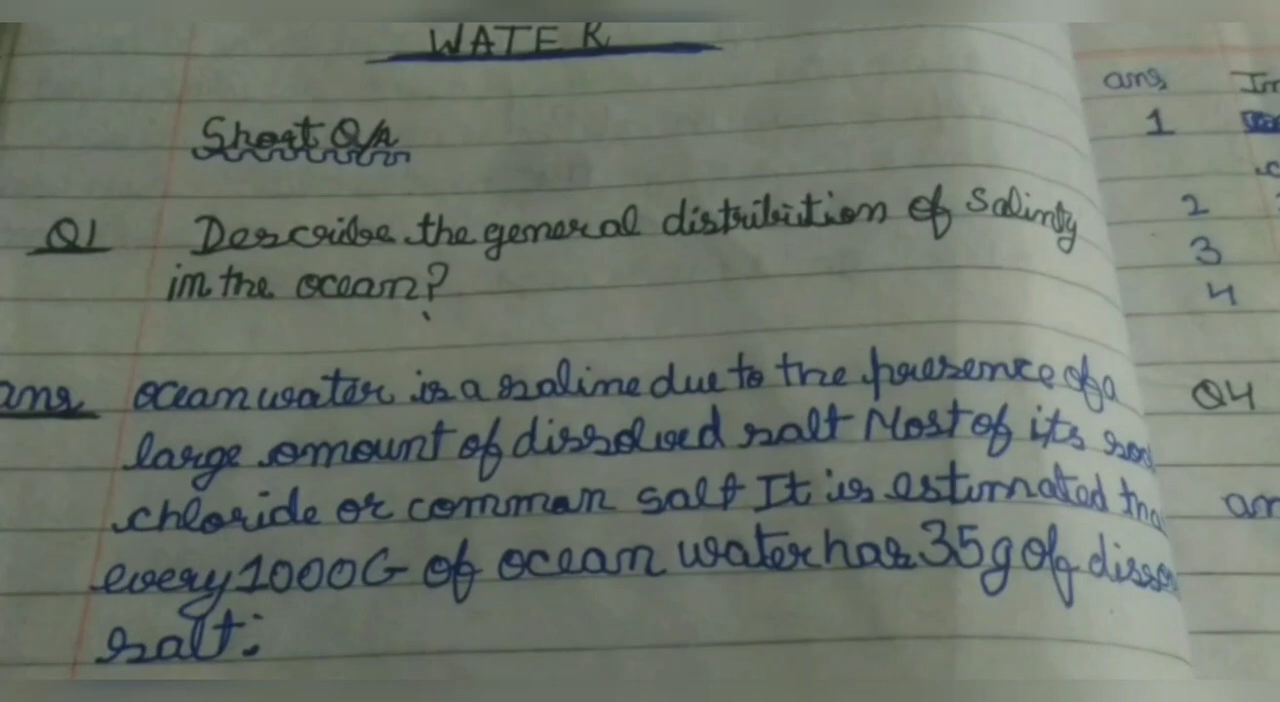 WATER
Short Q/A
Q1 Describe the general distribution of Salinity
in the ocean?
ans ocean water is a saline due to the presence of a
large amount of dissolved salt Most of its
chloride or common salt It is estimated
every 1000G of ocean water has 35g of
salt.
ans
1
2
3
4
Q4